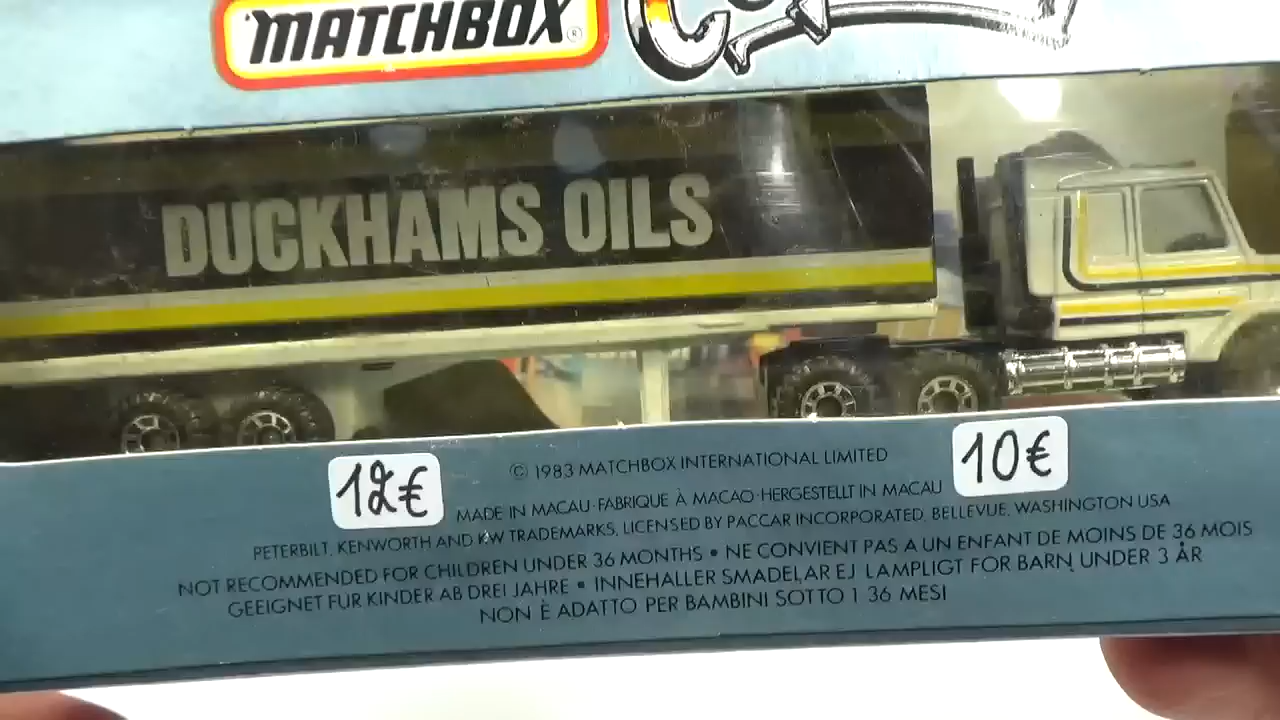 MATCHBOX®
DUCKHAMS OILS
12€
10€
© 1983 MATCHBOX INTERNATIONAL LIMITED
MADE IN MACAU·FABRIQUE À MACAO·HERGESTELLT IN MACAU
PETERBILT, KENWORTH AND KW TRADEMARKS, LICENSED BY PACCAR INCORPORATED, BELLEVUE, WASHINGTON USA
NOT RECOMMENDED FOR CHILDREN UNDER 36 MONTHS • NE CONVIENT PAS A UN ENFANT DE MOINS DE 36 MOIS
GEEIGNET FUR KINDER AB DREI JAHRE • INNEHALLER SMADELAR EJ LAMPLIGT FOR BARN UNDER 3 ÅR
NON È ADATTO PER BAMBINI SOTTO I 36 MESI